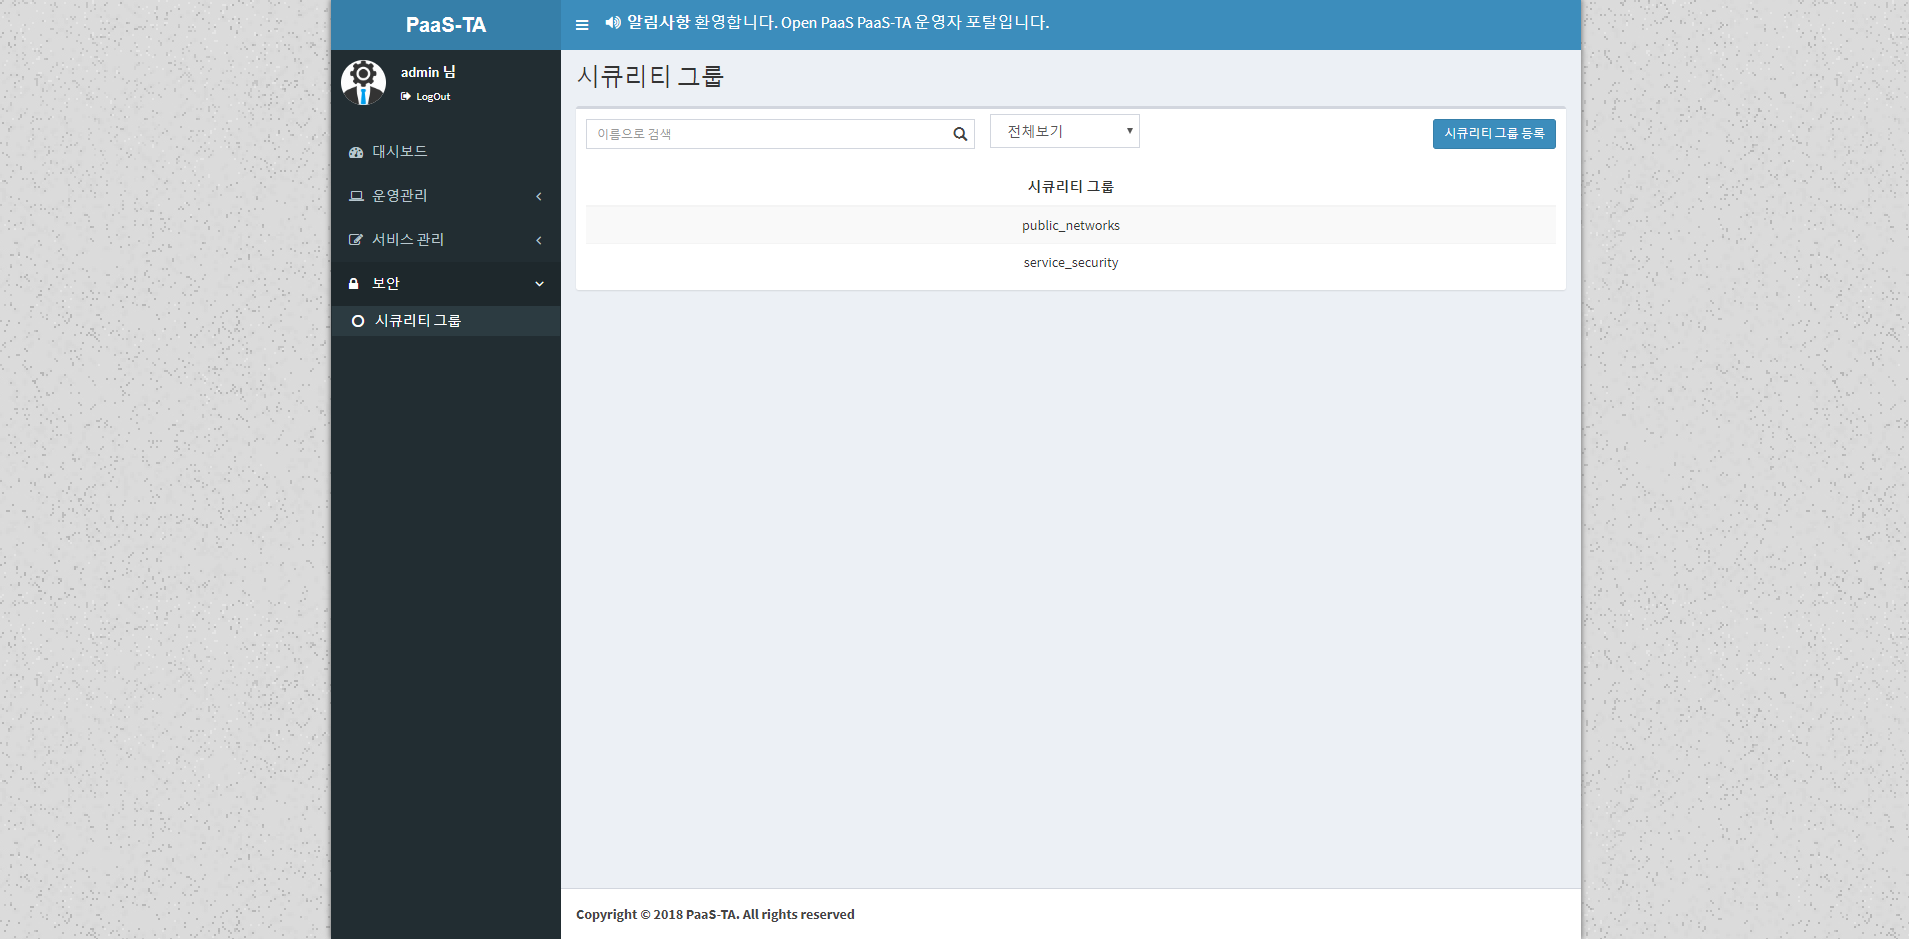 PaaS-TA
알림사항 환영합니다. Open PaaS PaaS-TA 운영자 포탈입니다.
admin 님
LogOut
대시보드
운영관리
서비스 관리
보안
시큐리티 그룹
시큐리티 그룹
이름으로 검색
전체보기
시큐리티 그룹 등록
시큐리티 그룹
public_networks
service_security
Copyright © 2018 PaaS-TA. All rights reserved